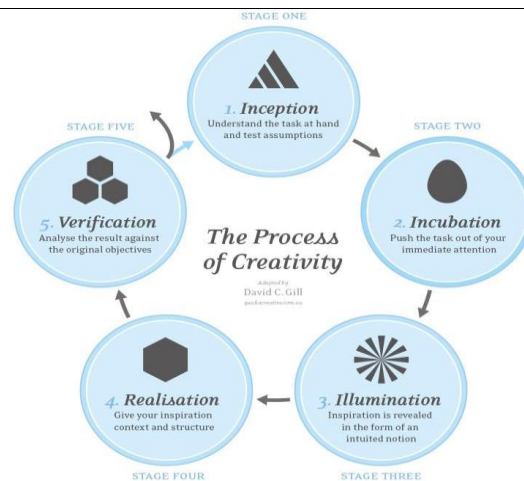 STAGE ONE
1. Inception
Understand the task at hand
and test assumptions
STAGE TWO
2. Incubation
Push the task out of your
immediate attention
STAGE THREE
3. Illumination
Inspiration is revealed
in the form of an
intuited notion
STAGE FOUR
4. Realisation
Give your inspiration
context and structure
STAGE FIVE
5. Verification
Analyse the result against
the original objectives
The Process
of Creativity
Adapted by
David C. Gill